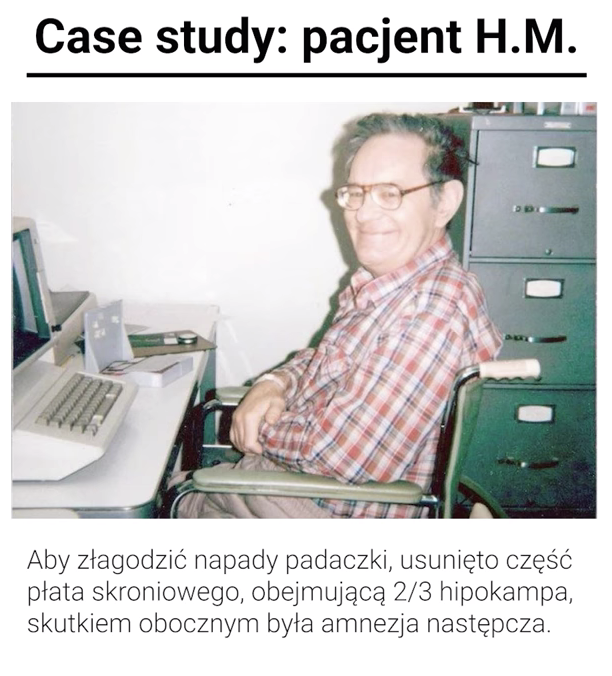 Case study: pacjent H.M.
Aby złagodzić napady padaczki, usunięto część
płata skroniowego, obejmującą 2/3 hipokampa,
skutkiem obocznym była amnezja następcza.